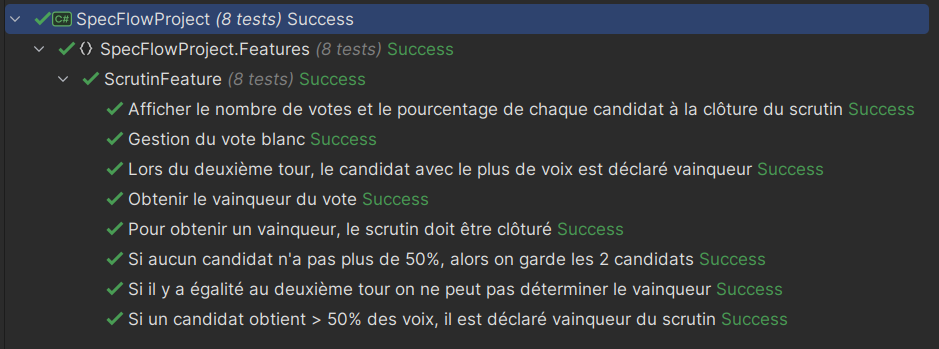 C# SpecFlowProject (8 tests) Success
{} SpecFlowProject.Features (8 tests) Success
ScrutinFeature (8 tests) Success
Afficher le nombre de votes et le pourcentage de chaque candidat à la clôture du scrutin Success
Gestion du vote blanc Success
Lors du deuxième tour, le candidat avec le plus de voix est déclaré vainqueur Success
Obtenir le vainqueur du vote Success
Pour obtenir un vainqueur, le scrutin doit être clôturé Success
Si aucun candidat n'a pas plus de 50%, alors on garde les 2 candidats Success
Si il y a égalité au deuxième tour on ne peut pas déterminer le vainqueur Success
Si un candidat obtient > 50% des voix, il est déclaré vainqueur du scrutin Success